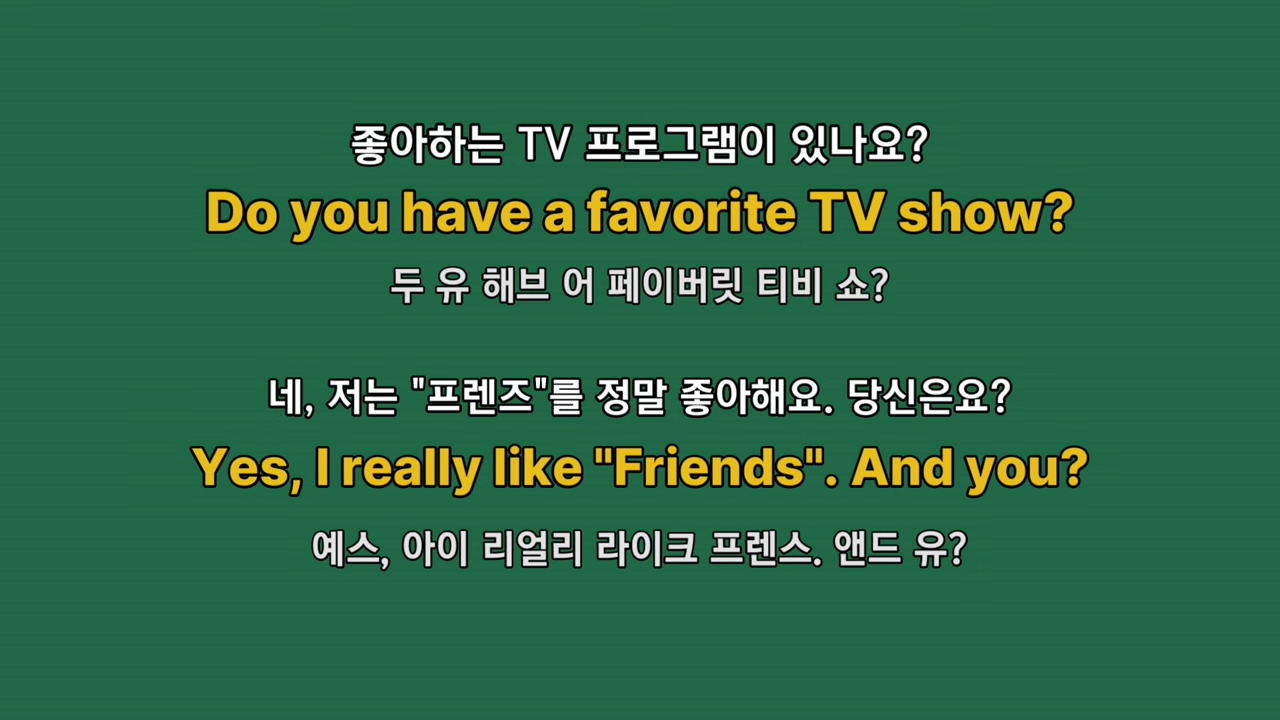 좋아하는 TV 프로그램이 있나요?
Do you have a favorite TV show?
두 유 해브 어 페이버릿 티비 쇼?
네, 저는 "프렌즈"를 정말 좋아해요. 당신은요?
Yes, I really like "Friends". And you?
예스, 아이 리얼리 라이크 프렌스. 앤드 유?